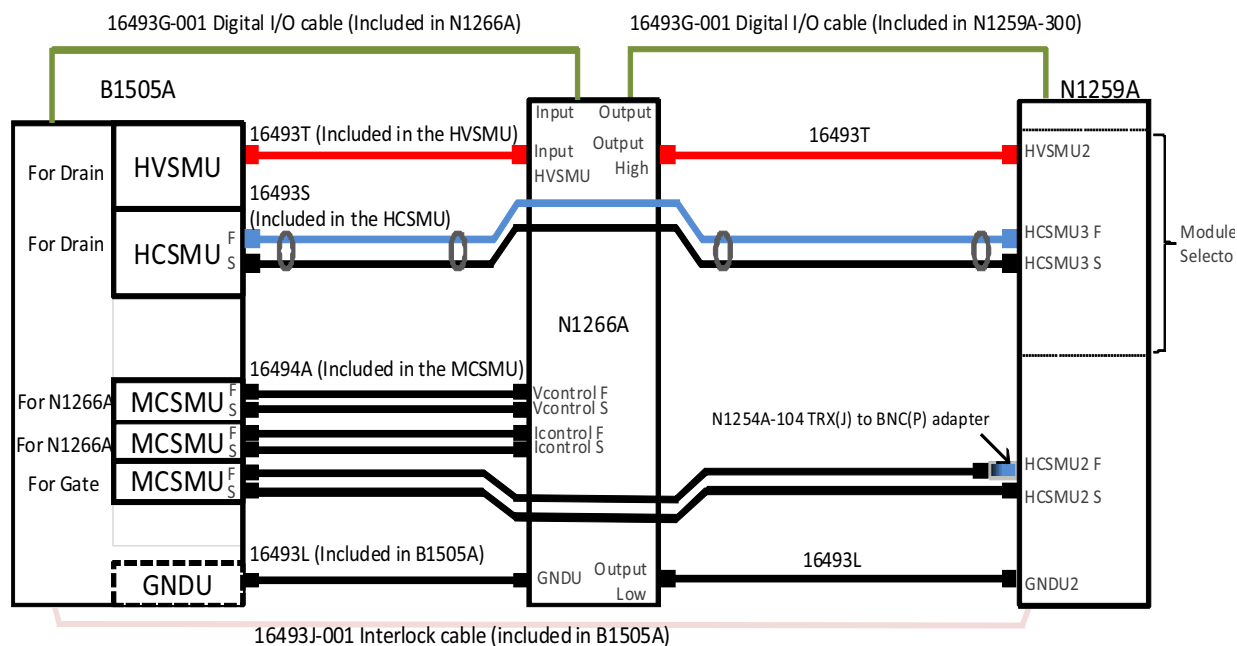 16493G-001 Digital I/O cable (Included in N1266A)
16493G-001 Digital I/O cable (Included in N1259A-300)
B1505A
N1259A
Input
Output
16493T (Included in the HVSMU)
16493T
For Drain
HVSMU
Input
HVSMU
Output
High
HVSMU2
16493S
(Included in the HCSMU)
For Drain
HCSMU
F
S
HCSMU3 F
HCSMU3 S
Module
Selecto
N1266A
16494A (Included in the MCSMU)
For N1266A
MCSMU
F
S
Vcontrol F
Vcontrol S
For N1266A
MCSMU
F
S
Icontrol F
Icontrol S
N1254A-104 TRX(J) to BNC(P) adapter
For Gate
MCSMU
F
S
HCSMU2 F
HCSMU2 S
16493L (Included in B1505A)
16493L
GNDU
GNDU
Output
Low
GNDU2
16493J-001 Interlock cable (included in B1505A)